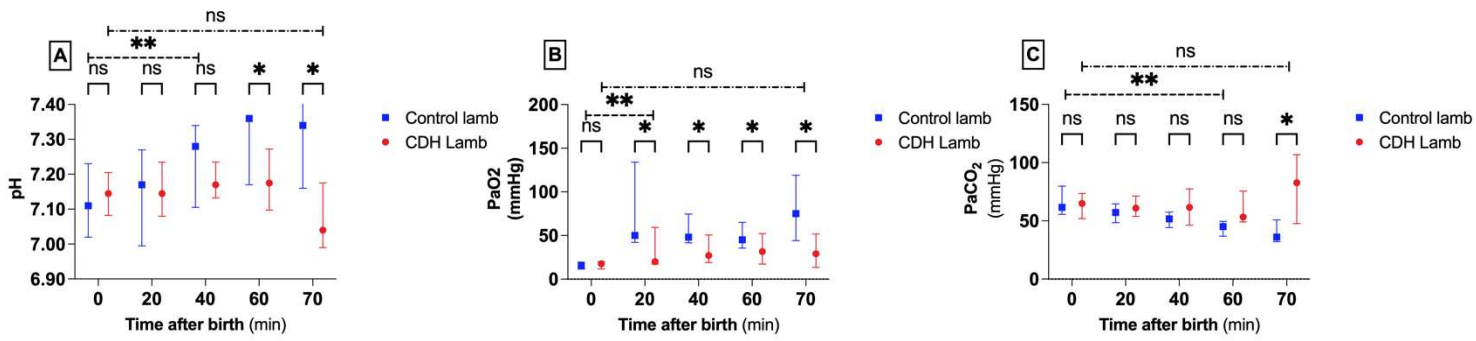 A
ns
**
ns
ns
ns
*
*
7.40
7.30
7.20
7.10
7.00
6.90
pH
0
20
40
60
70
Time after birth (min)
Control lamb
CDH Lamb
B
ns
**
ns
*
*
*
*
200
150
100
50
0
PaO2
(mmHg)
0
20
40
60
70
Time after birth (min)
Control lamb
CDH Lamb
C
ns
**
ns
ns
ns
ns
*
150
100
50
0
PaCO₂
(mmHg)
0
20
40
60
70
Time after birth (min)
Control lamb
CDH Lamb